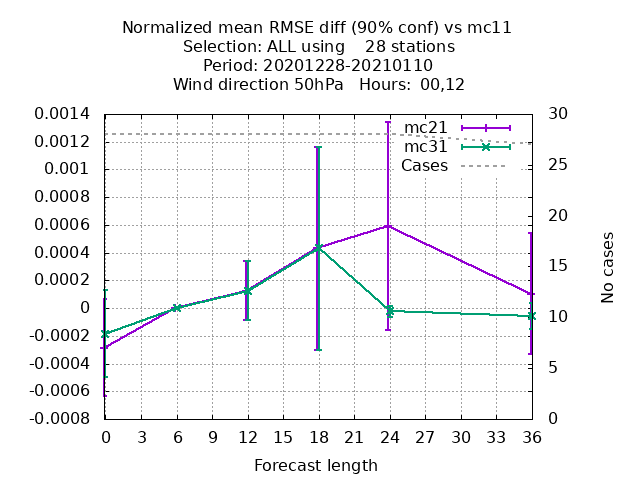 Normalized mean RMSE diff (90% conf) vs mc11
Selection: ALL using    28 stations
Period: 20201228-20210110
Wind direction 50hPa   Hours:  00,12
0.0014
0.0012
0.001
0.0008
0.0006
0.0004
0.0002
0
-0.0002
-0.0004
-0.0006
-0.0008
mc21
mc31
Cases
30
25
20
15
10
5
0
No cases
0 3 6 9 12 15 18 21 24 27 30 33 36
Forecast length